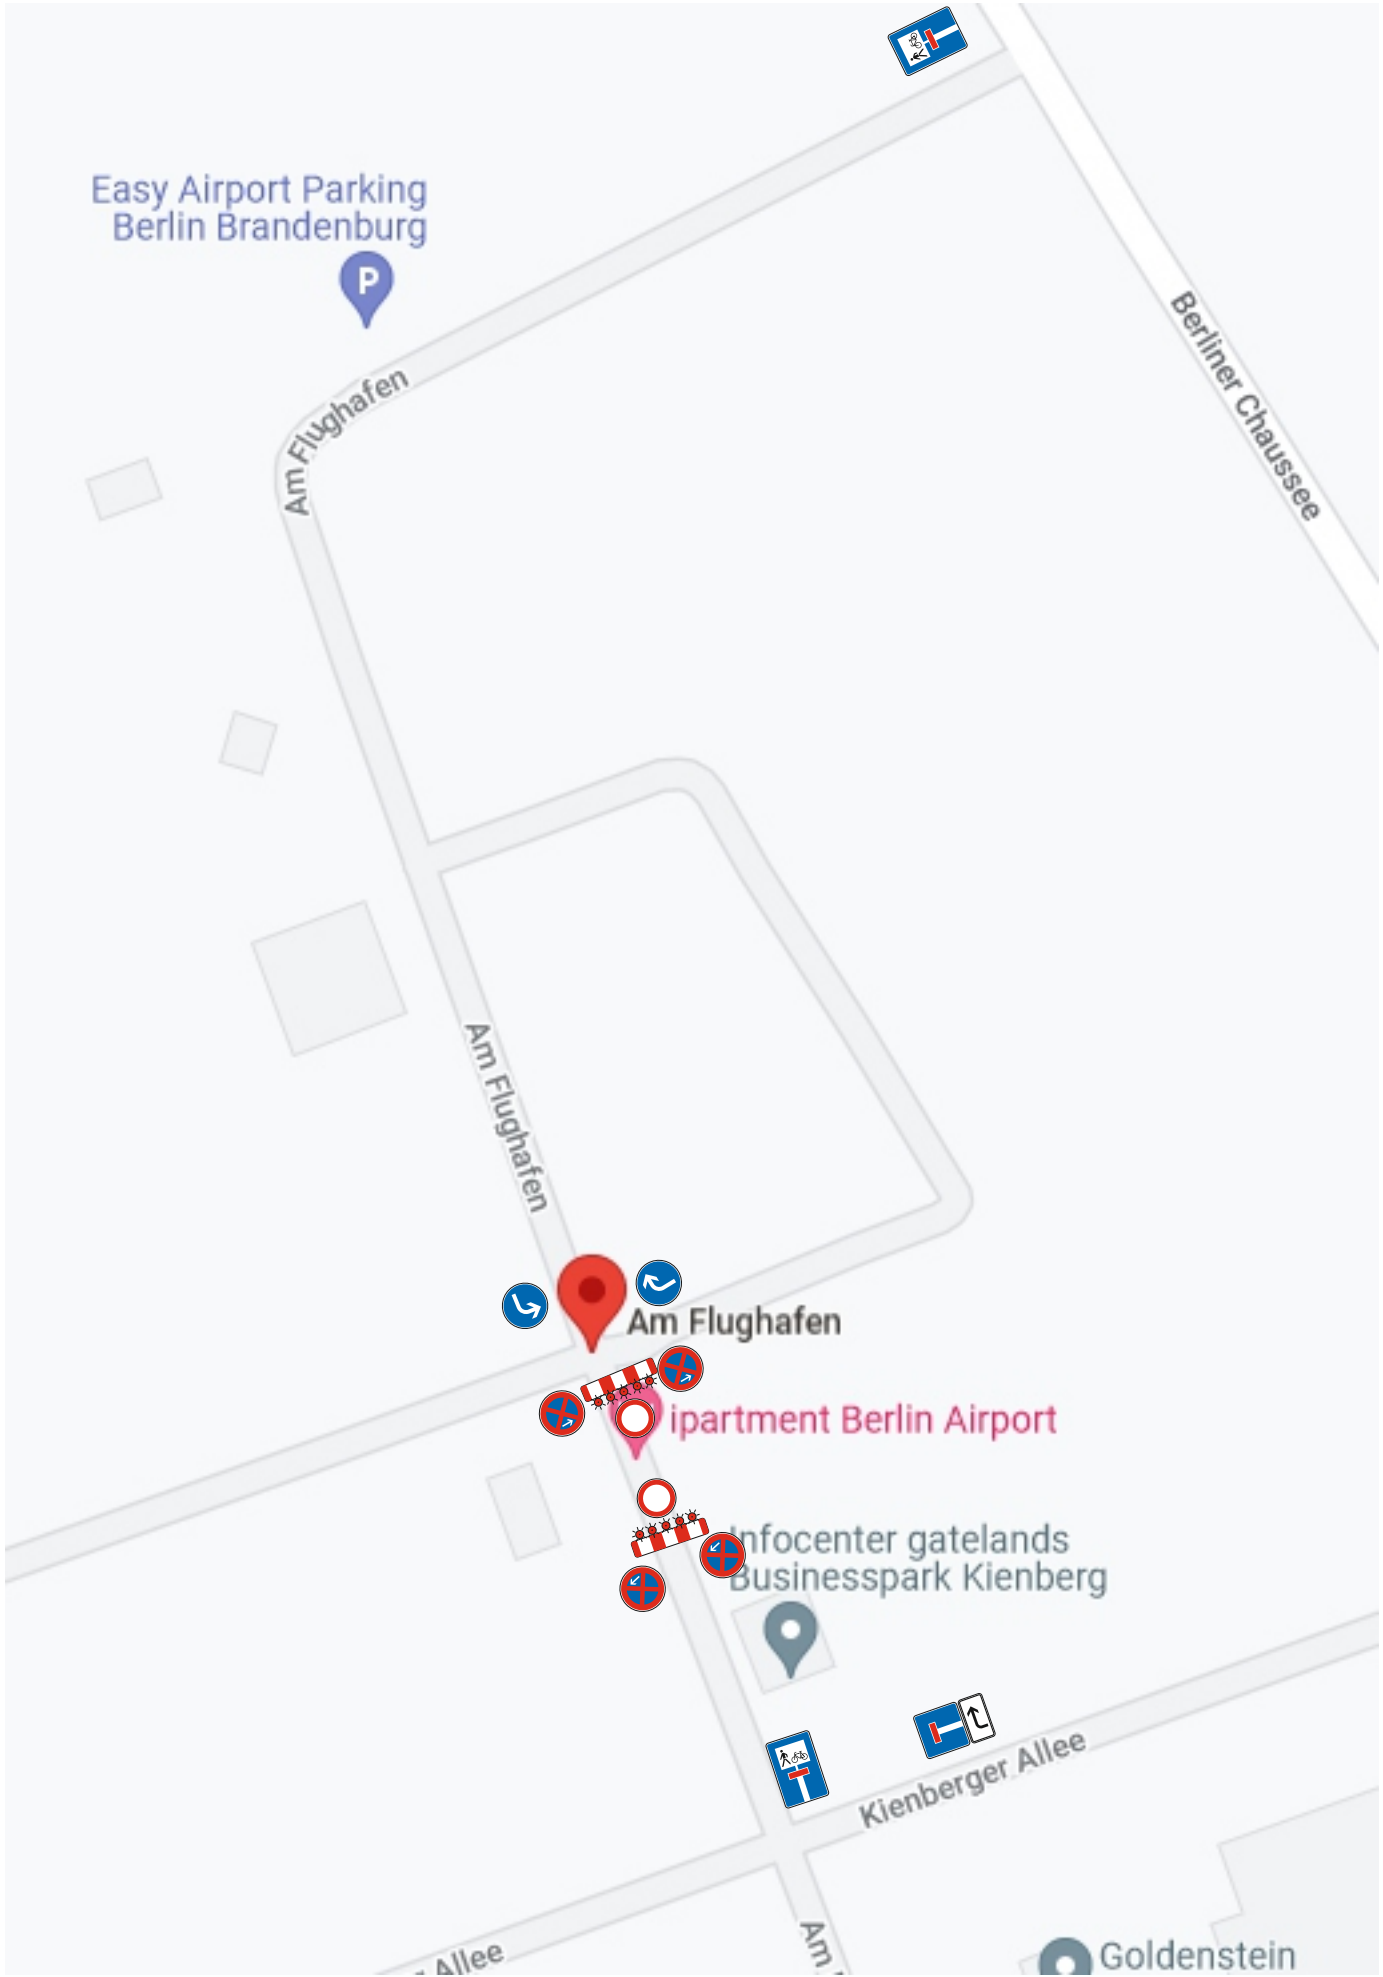 Easy Airport Parking
Berlin Brandenburg
P
Berliner Chaussee
Am Flughafen
Am Flughafen
Am Flughafen
ipartment Berlin Airport
Infocenter gatelands
Businesspark Kienberg
Kienberger Allee
Allee
Am
Goldenstein